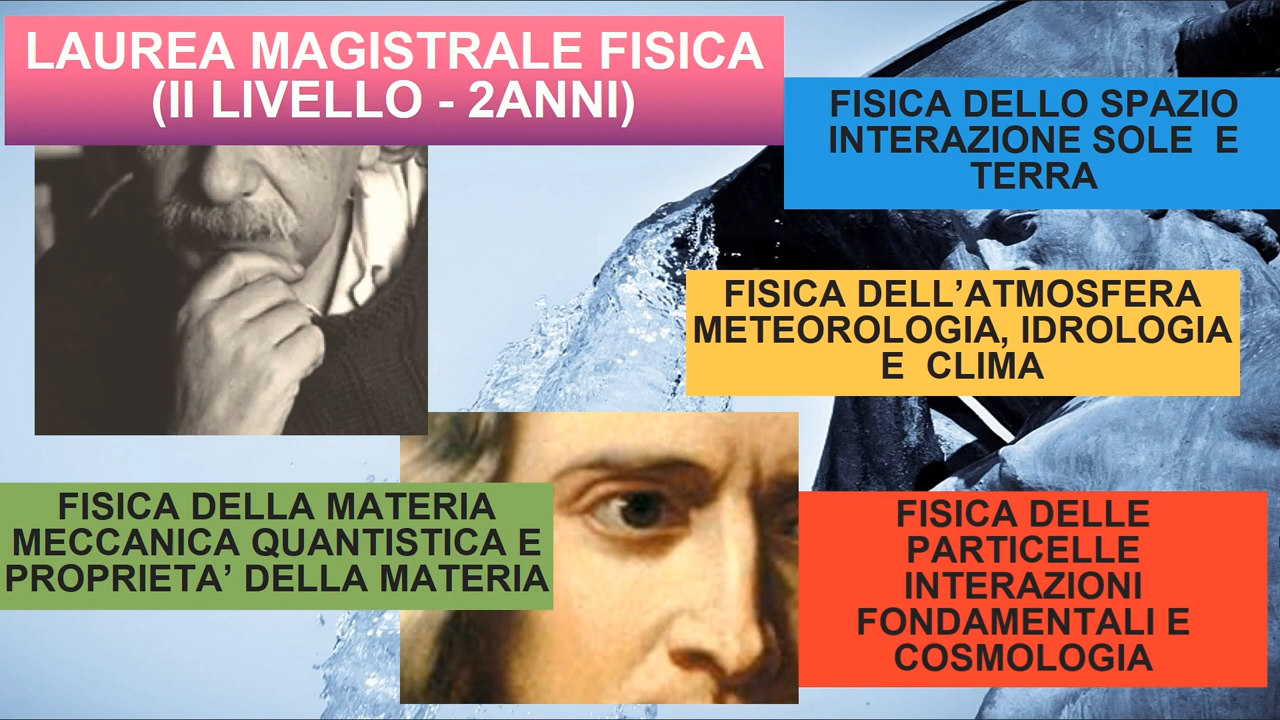 LAUREA MAGISTRALE FISICA
(II LIVELLO - 2ANNI)
FISICA DELLO SPAZIO
INTERAZIONE SOLE E
TERRA
FISICA DELL’ATMOSFERA
METEOROLOGIA, IDROLOGIA
E CLIMA
FISICA DELLA MATERIA
MECCANICA QUANTISTICA E
PROPRIETA’ DELLA MATERIA
FISICA DELLE
PARTICELLE
INTERAZIONI
FONDAMENTALI E
COSMOLOGIA